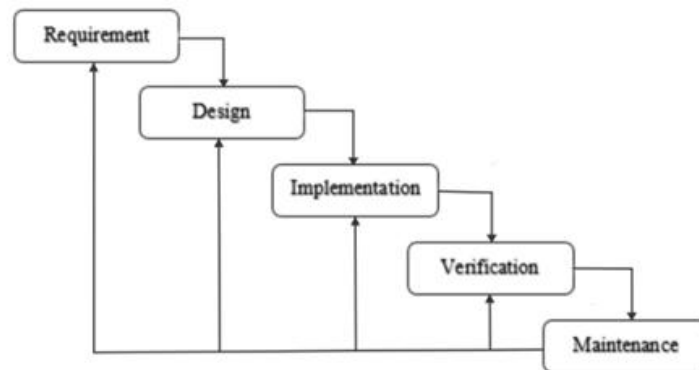 Requirement
Design
Implementation
Verification
Maintenance